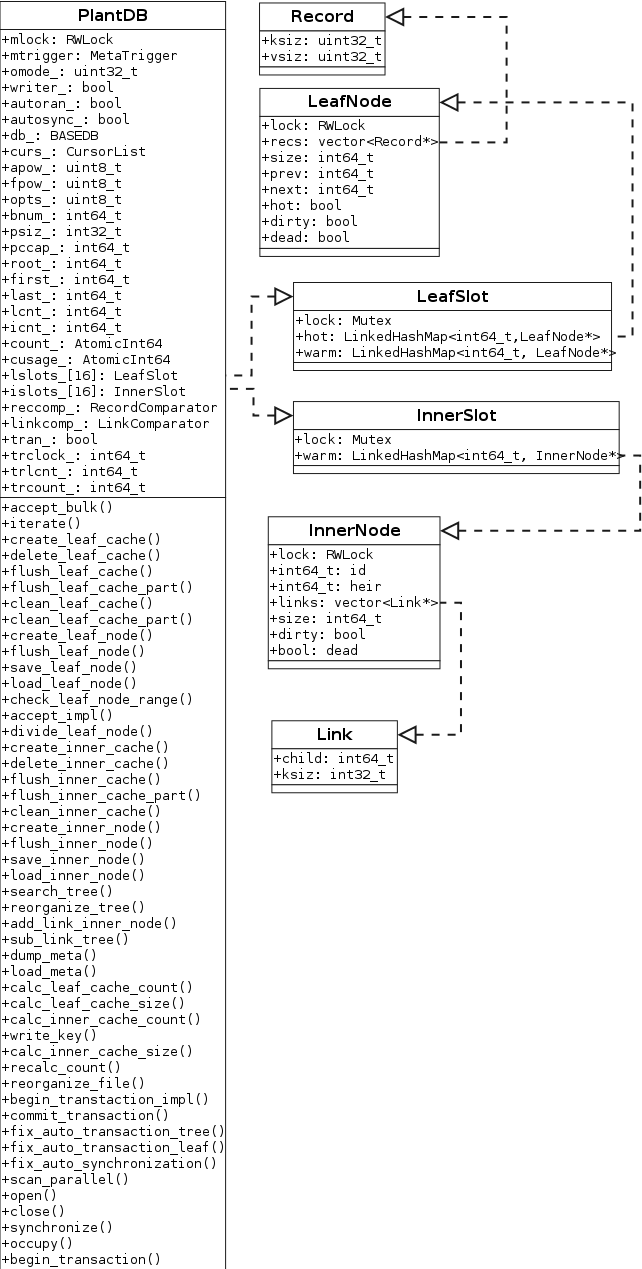 PlantDB
+mlock: RWLock
+mtrigger: MetaTrigger
+omode_: uint32_t
+writer_: bool
+autoran_: bool
+autosync_: bool
+db_: BASEDB
+curs_: CursorList
+apow_: uint8_t
+fpow_: uint8_t
+opts_: uint8_t
+bnum_: int64_t
+psiz_: int32_t
+pccap_: int64_t
+root_: int64_t
+first_: int64_t
+last_: int64_t
+lcnt_: int64_t
+icnt_: int64_t
+count_: AtomicInt64
+cusage_: AtomicInt64
+lslots_[16]: LeafSlot
+islots_[16]: InnerSlot
+reccomp_: RecordComparator
+linkcomp_: LinkComparator
+tran_: bool
+trclock_: int64_t
+trlcnt_: int64_t
+trcount_: int64_t
+accept_bulk()
+iterate()
+create_leaf_cache()
+delete_leaf_cache()
+flush_leaf_cache()
+flush_leaf_cache_part()
+clean_leaf_cache()
+clean_leaf_cache_part()
+create_leaf_node()
+flush_leaf_node()
+save_leaf_node()
+load_leaf_node()
+check_leaf_node_range()
+accept_impl()
+divide_leaf_node()
+create_inner_cache()
+delete_inner_cache()
+flush_inner_cache()
+flush_inner_cache_part()
+clean_inner_cache()
+create_inner_node()
+flush_inner_node()
+save_inner_node()
+load_inner_node()
+search_tree()
+reorganize_tree()
+add_link_inner_node()
+sub_link_tree()
+dump_meta()
+load_meta()
+calc_leaf_cache_count()
+calc_leaf_cache_size()
+calc_inner_cache_count()
+write_key()
+calc_inner_cache_size()
+recalc_count()
+reorganize_file()
+begin_transtaction_impl()
+commit_transaction()
+fix_auto_transaction_tree()
+fix_auto_transaction_leaf()
+fix_auto_synchronization()
+scan_parallel()
+open()
+close()
+synchronize()
+occupy()
+begin_transaction()
Record
+ksiz: uint32_t
+vsiz: uint32_t
LeafNode
+lock: RWLock
+recs: vector<Record*>
+size: int64_t
+prev: int64_t
+next: int64_t
+hot: bool
+dirty: bool
+dead: bool
LeafSlot
+lock: Mutex
+hot: LinkedHashMap<int64_t,LeafNode*>
+warm: LinkedHashMap<int64_t, LeafNode*>
InnerSlot
+lock: Mutex
+warm: LinkedHashMap<int64_t, InnerNode*>
InnerNode
+lock: RWLock
+int64_t: id
+int64_t: heir
+links: vector<Link*>
+size: int64_t
+dirty: bool
+bool: dead
Link
+child: int64_t
+ksiz: int32_t